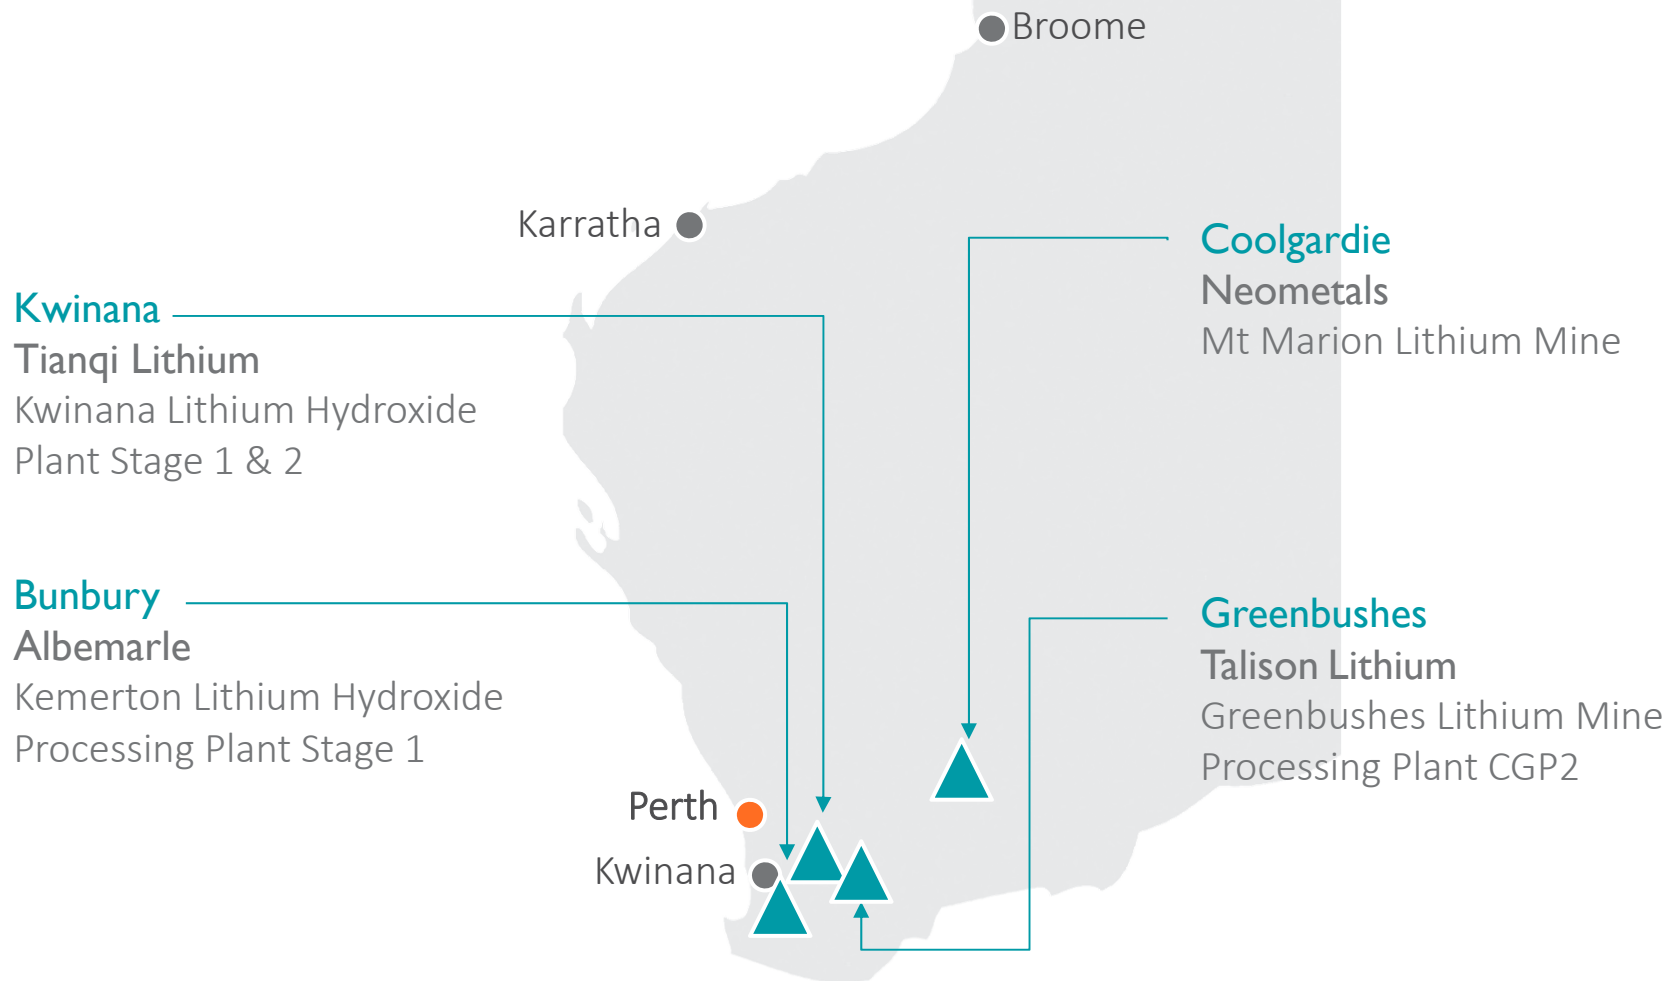 Broome
Karratha
Kwinana
Tianqi Lithium
Kwinana Lithium Hydroxide
Plant Stage 1 & 2
Bunbury
Albemarle
Kemerton Lithium Hydroxide
Processing Plant Stage 1
Perth
Kwinana
Coolgardie
Neometals
Mt Marion Lithium Mine
Greenbushes
Talison Lithium
Greenbushes Lithium Mine
Processing Plant CGP2